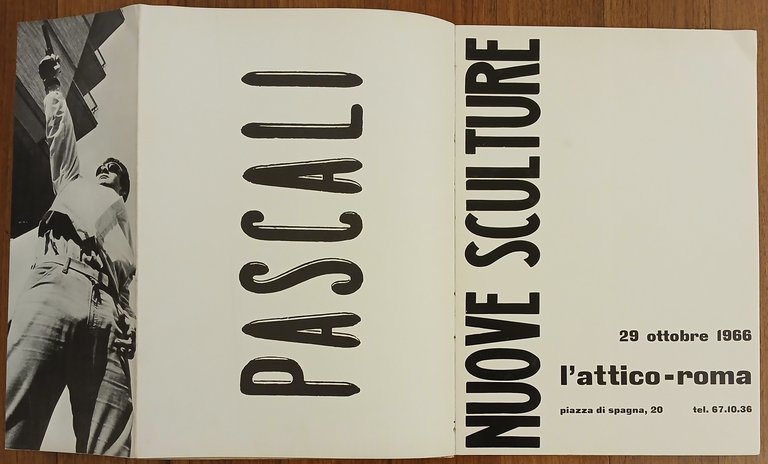 PASCALI
NUOVE SCULTURE
29 ottobre 1966
l'attico-roma
piazza di spagna, 20 tel. 67.10.36